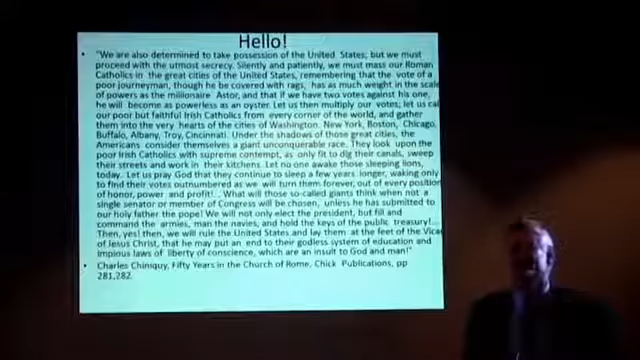 Hello!
• "We are also determined to take possession of the United States, but we must
proceed with the utmost secrecy. Silently and patiently, we must mass our Roman
Catholics in the great cities of the United States, remembering that the vote of a
poor journeyman, though he be covered with rags, has as much weight in the scale
of powers as the millionaire Astor, and that if we have two votes against his one,
he will become as powerless as an oyster. Let us then multiply our votes; let us call
our poor but faithful Irish Catholics from every corner of the world, and gather
them into the very hearts of the cities of Washington. New York, Boston, Chicago,
Buffalo, Albany, Troy, Cincinnati. Under the shadows of those great cities, the
Americans consider themselves a giant unconquerable race. They look upon the
poor Irish Catholics with supreme contempt, as only fit to dig their canals, sweep
their streets and work in their kitchens. Let no one awake those sleeping lions,
today. Let us pray God that they continue to sleep a few years longer, waking only
to find their votes outnumbered as we will turn them forever, out of every position
of honor, power and profit!... What will those so-called giants think when not a
single senator or member of Congress will be chosen, unless he has submitted to
our holy father the pope! We will not only elect the president, but fill and
command the armies, man the navies, and hold the keys of the public treasury!...
Then, yes! then, we will rule the United States and lay them at the feet of the Vicar
of Jesus Christ, that he may put an end to their godless system of education and
impious laws of liberty of conscience, which are an insult to God and man!"
• Charles Chinsquy, Fifty Years in the Church of Rome, Chick Publications, pp
281,282.